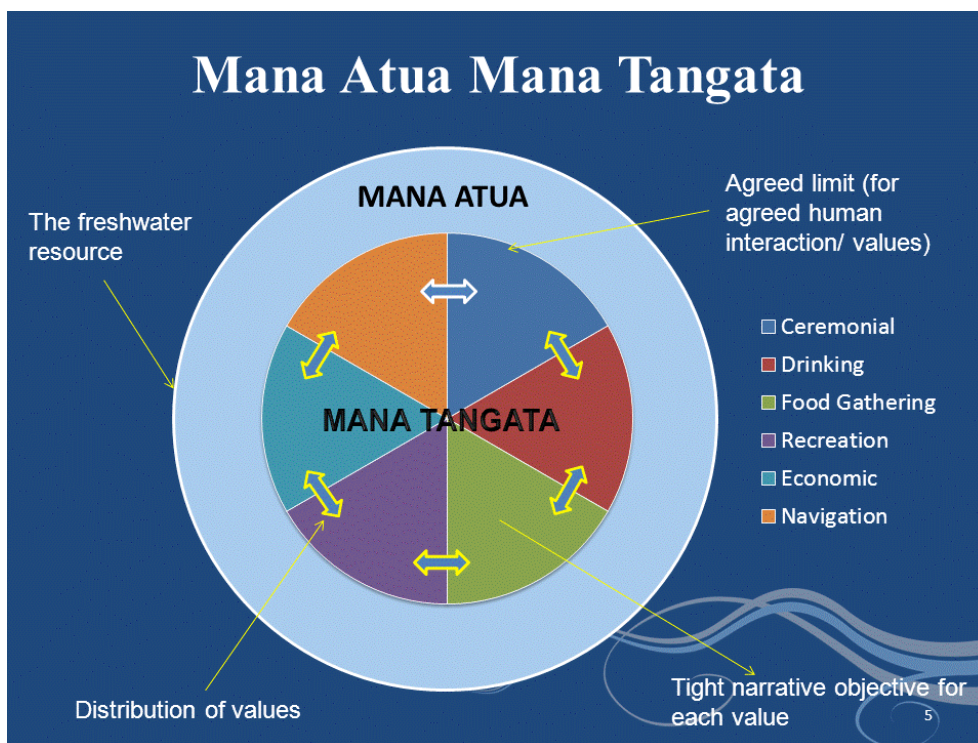 Mana Atua Mana Tangata
MANA ATUA
The freshwater
resource
Agreed limit (for
agreed human
interaction/ values)
MANA TANGATA
Ceremonial
Drinking
Food Gathering
Recreation
Economic
Navigation
Distribution of values
Tight narrative objective for
each value
5